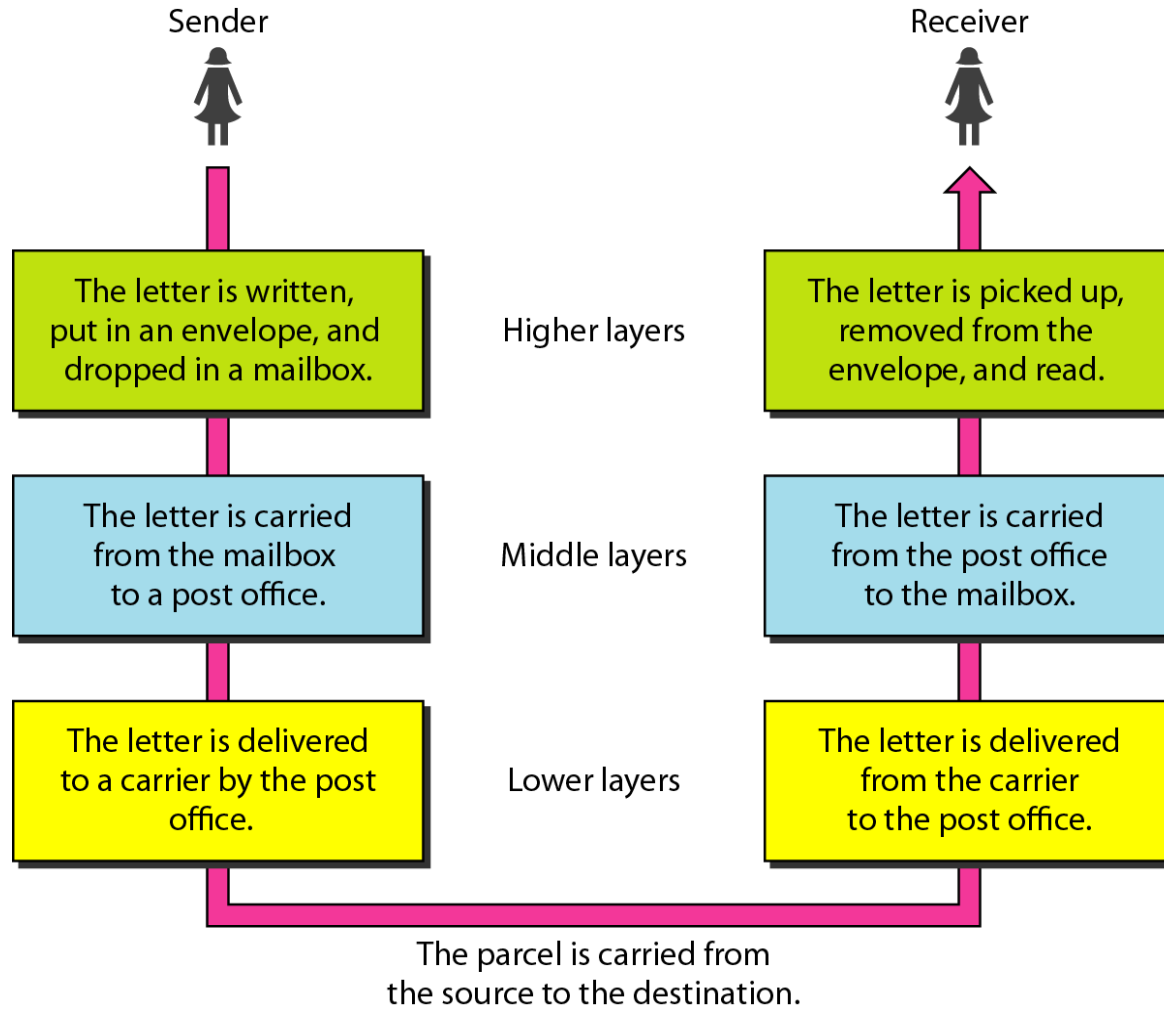 Sender
Receiver
The letter is written,
put in an envelope, and
dropped in a mailbox.
Higher layers
The letter is picked up,
removed from the
envelope, and read.
The letter is carried
from the mailbox
to a post office.
Middle layers
The letter is carried
from the post office
to the mailbox.
The letter is delivered
to a carrier by the post
office.
Lower layers
The letter is delivered
from the carrier
to the post office.
The parcel is carried from
the source to the destination.